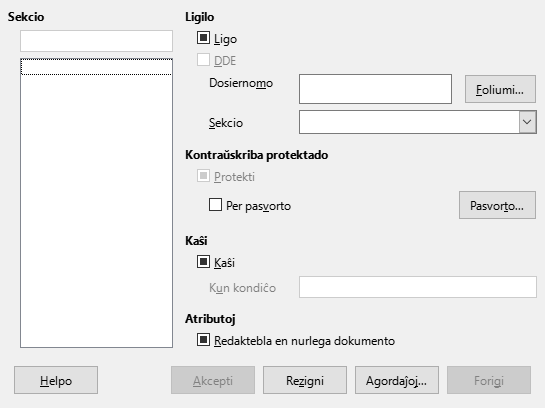 Sekcio
Ligilo
Ligo
DDE
Dosiernomo
Foliumi...
Sekcio
Kontraŭskriba protektado
Protekti
Per pasvorto
Pasvorto...
Kaŝi
Kaŝi
Kun kondiĉo
Atributoj
Redaktebla en nurlega dokumento
Helpo
Akcepti
Rezigni
Agordaĵoj...
Forigi